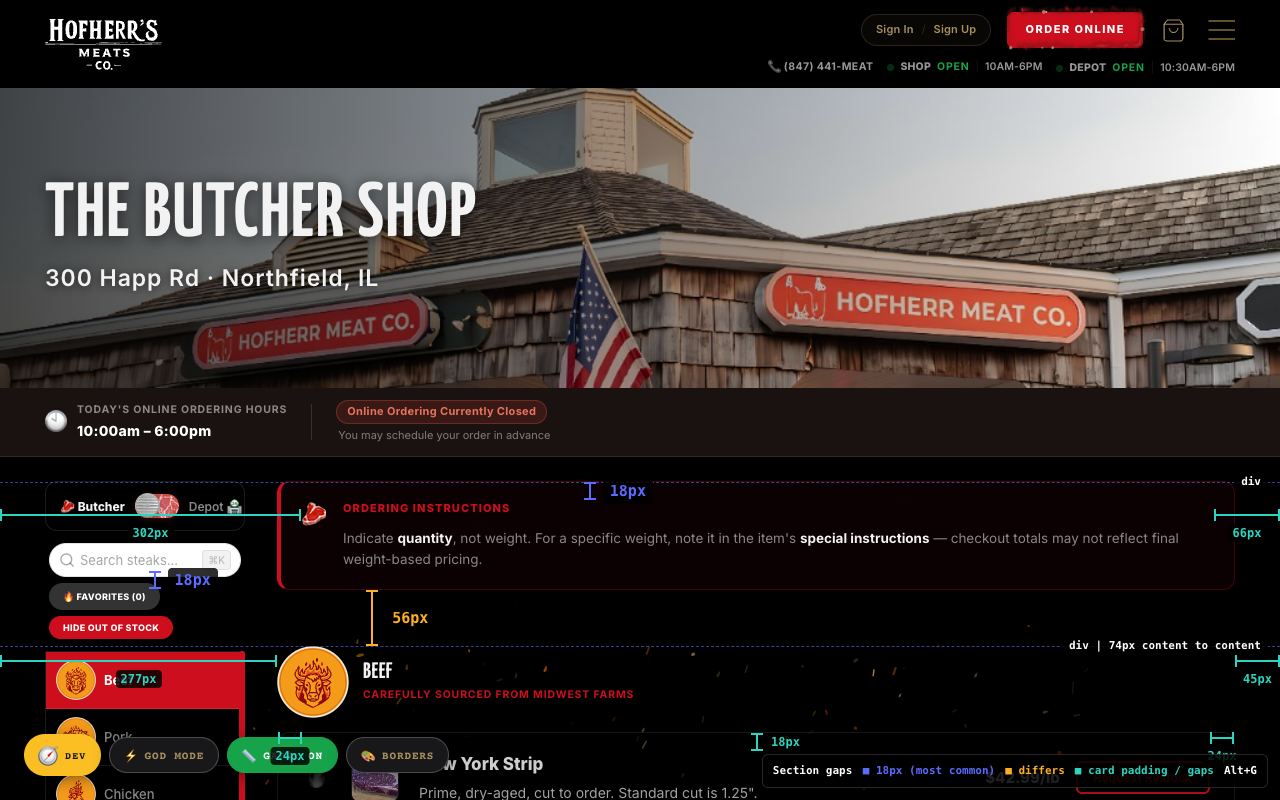 HOFHERR'S
MEATS
CO.
Sign In / Sign Up
ORDER ONLINE
(847) 441-MEAT
SHOP OPEN 10AM-6PM
DEPOT OPEN 10:30AM-6PM
THE BUTCHER SHOP
300 Happ Rd · Northfield, IL
HOFHERR MEAT CO.
HOFHERR MEAT CO.
TODAY'S ONLINE ORDERING HOURS
10:00am – 6:00pm
Online Ordering Currently Closed
You may schedule your order in advance
div
18px
Butcher
Depot
302px
66px
ORDERING INSTRUCTIONS
Indicate quantity, not weight. For a specific weight, note it in the item's special instructions — checkout totals may not reflect final
weight-based pricing.
Search steaks... ⌘K
18px
FAVORITES (0)
HIDE OUT OF STOCK
56px
div | 74px content to content
277px
45px
BEEF
CAREFULLY SOURCED FROM MIDWEST FARMS
Pork
18px
DEV
GOD MODE
24px
BORDERS
York Strip
Prime, dry-aged, cut to order. Standard cut is 1.25".
Chicken
24px
Section gaps ■ 18px (most common) ■ differs ■ card padding / gaps Alt+G